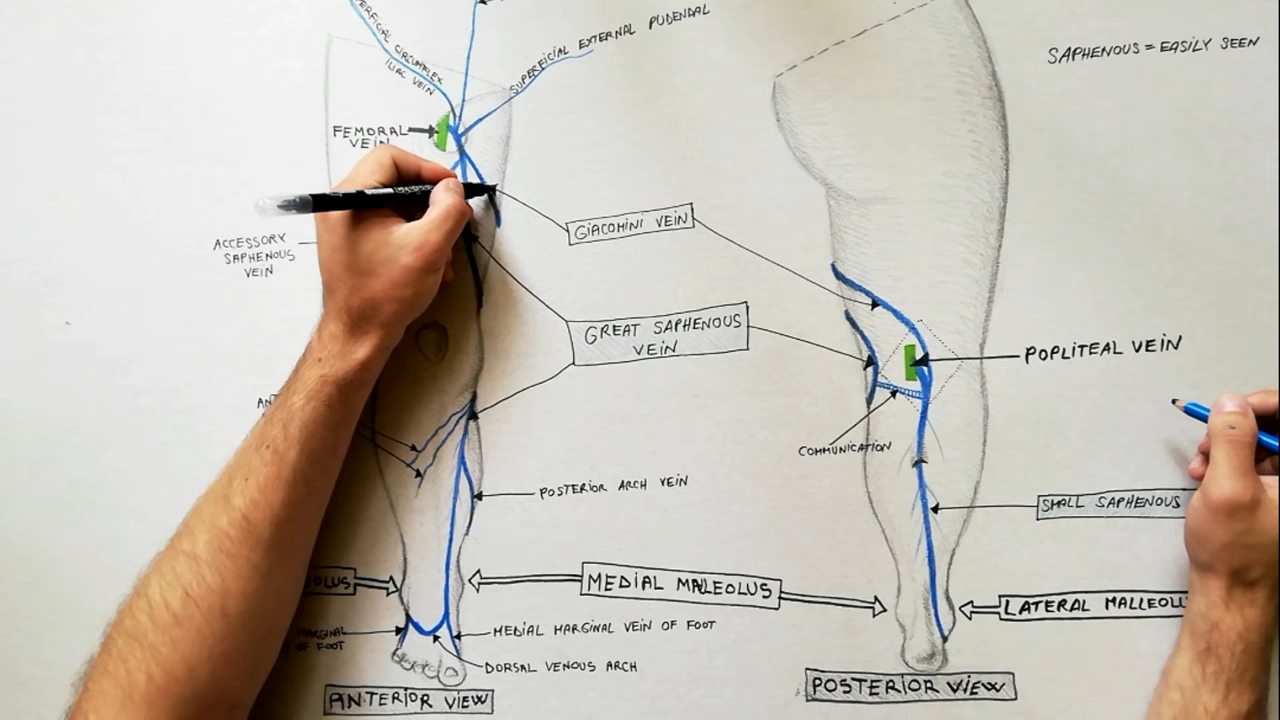 SUPERFICIAL EXTERNAL PUDENDAL
SAPHENOUS = EASILY SEEN
CIRCUMFLEX
ILIAC VEIN
FEMORAL
VEIN
GIACOMINI VEIN
ACCESSORY
SAPHENOUS
VEIN
GREAT SAPHENOUS
VEIN
POPLITEAL VEIN
COMMUNICATION
POSTERIOR ARCH VEIN
SMALL SAPHENOUS
MEDIAL MALLEOLUS
LATERAL
MEDIAL MARGINAL VEIN OF FOOT
OF FOOT
DORSAL VENOUS ARCH
ANTERIOR VIEW
POSTERIOR VIEW